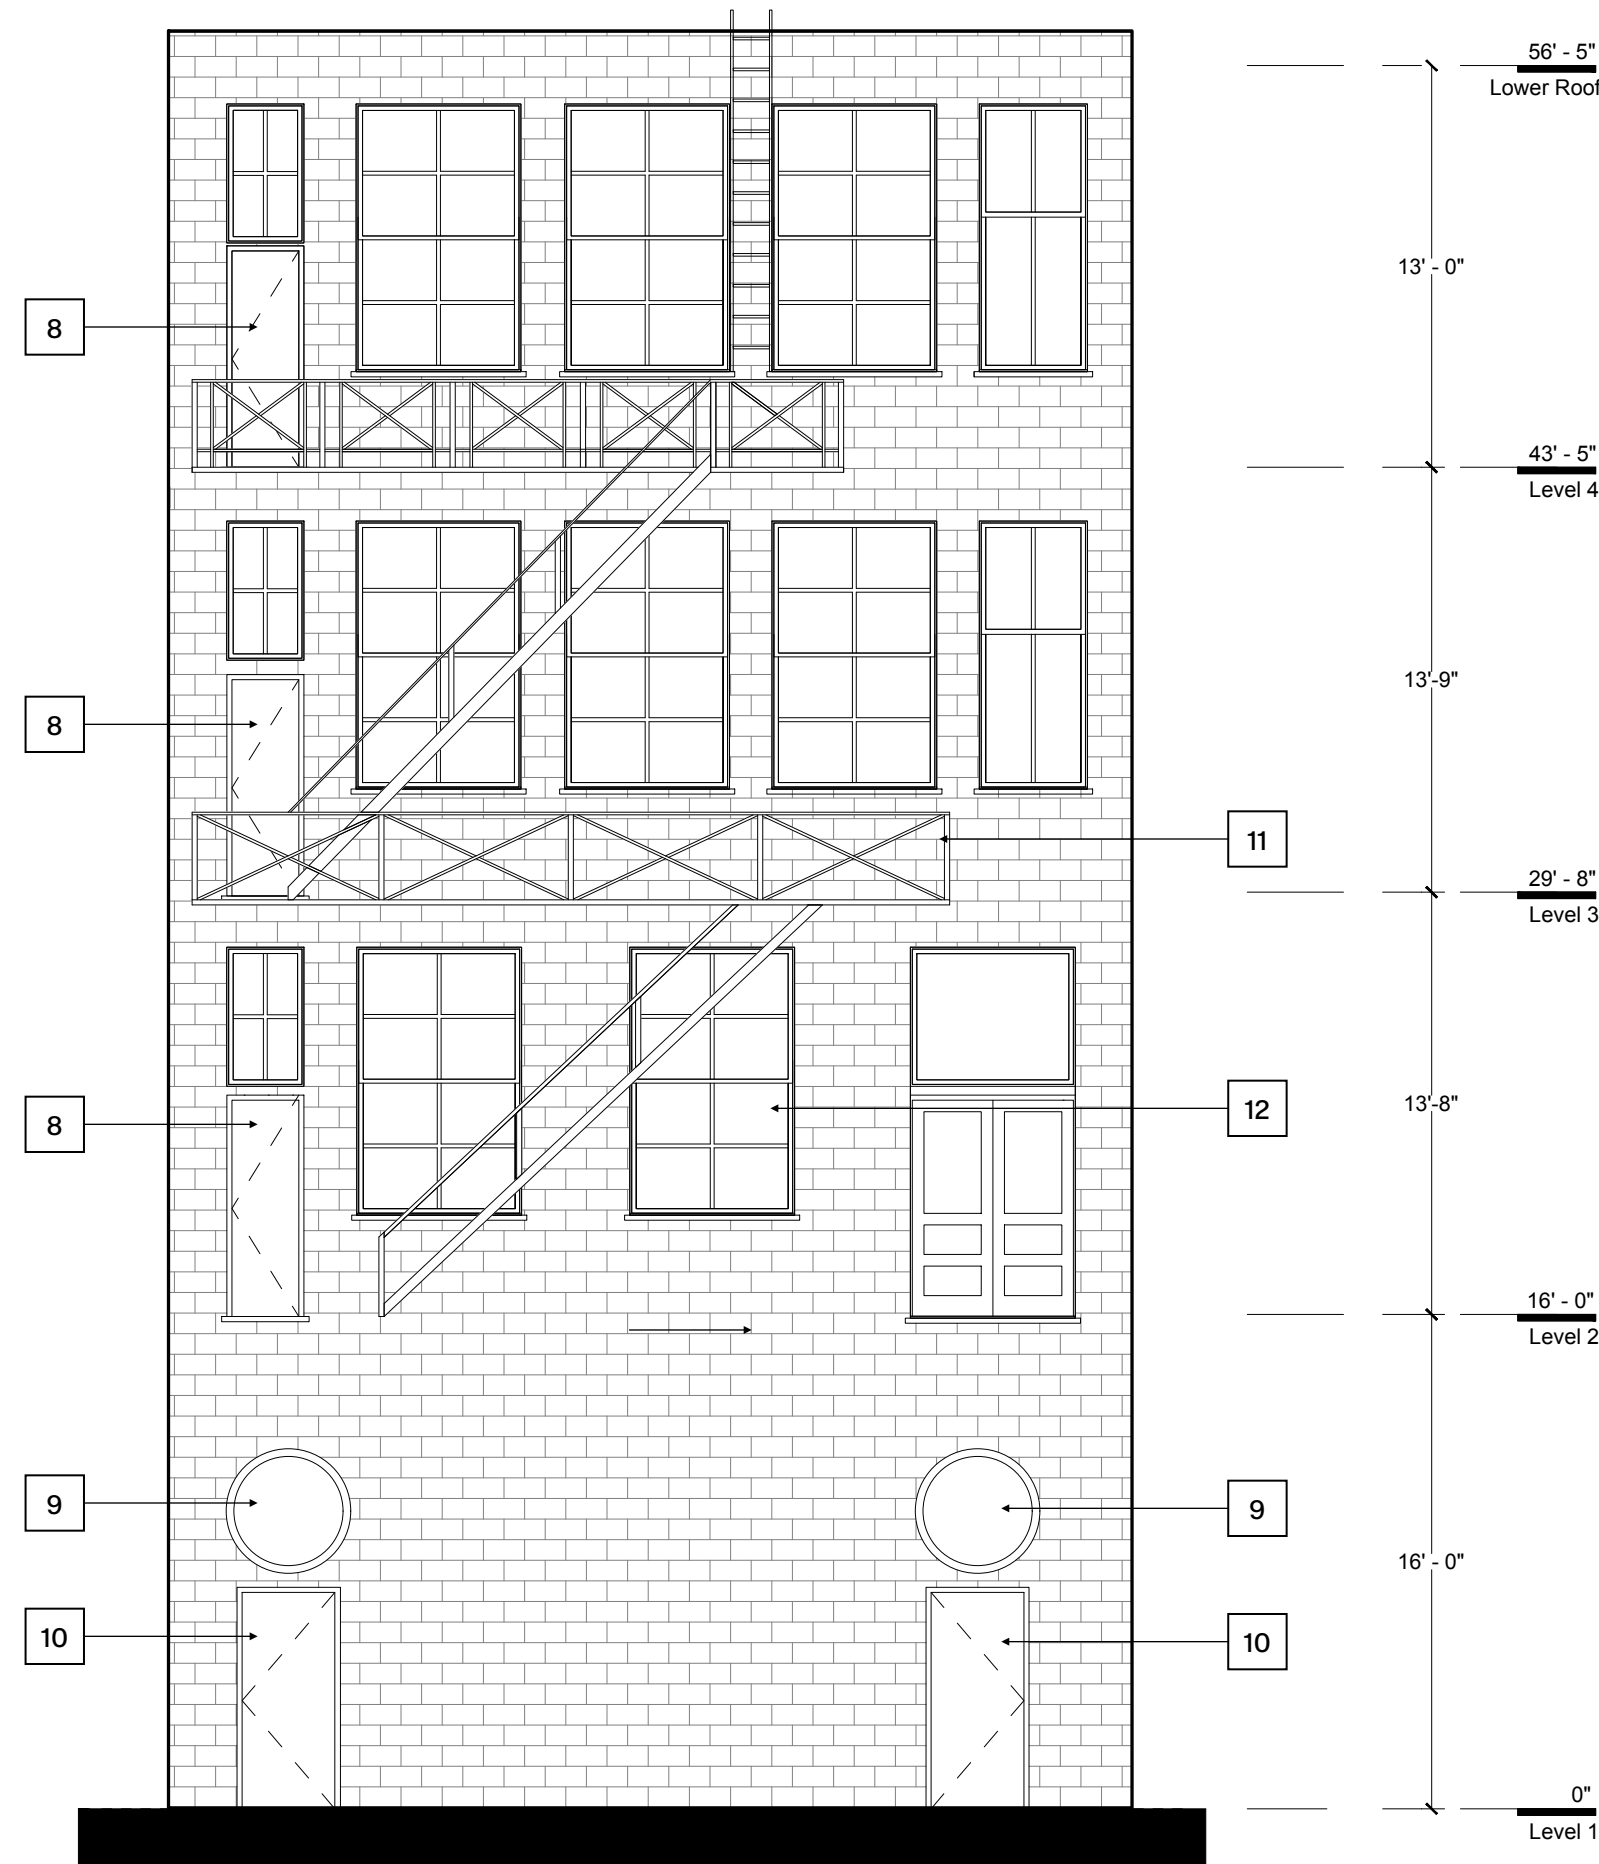 56' - 5"
Lower Roof
13' - 0"
8
43' - 5"
Level 4
13'-9"
8
11
29' - 8"
Level 3
13'-8"
12
8
16' - 0"
Level 2
9
9
16' - 0"
10
10
0"
Level 1